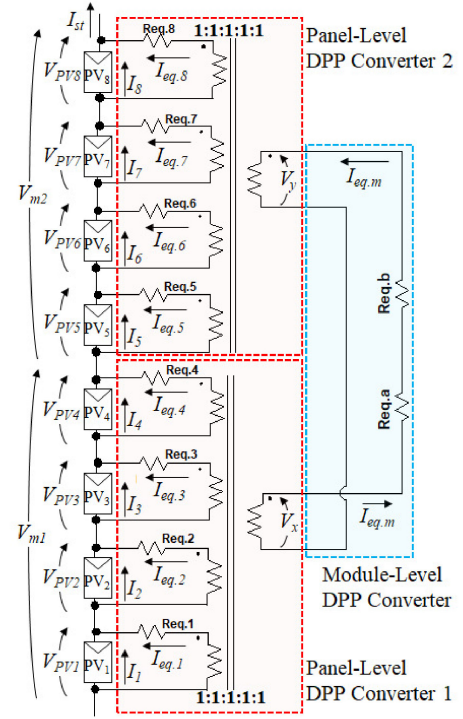 I_st
Req.8
1:1:1:1:1
Panel-Level
DPP Converter 2
V_PV8
PV_8
I_8
I_eq.8
Req.7
V_PV7
PV_7
I_7
I_eq.7
V_m2
V_y
I_eq.m
Req.6
V_PV6
PV_6
I_6
I_eq.6
Req.b
Req.5
V_PV5
PV_5
I_5
I_eq.5
Req.4
V_PV4
PV_4
I_4
I_eq.4
Req.a
Req.3
V_PV3
PV_3
I_3
I_eq.3
V_m1
V_x
I_eq.m
Req.2
V_PV2
PV_2
I_2
I_eq.2
Module-Level
DPP Converter
Req.1
V_PV1
PV_1
I_1
I_eq.1
1:1:1:1:1
Panel-Level
DPP Converter 1